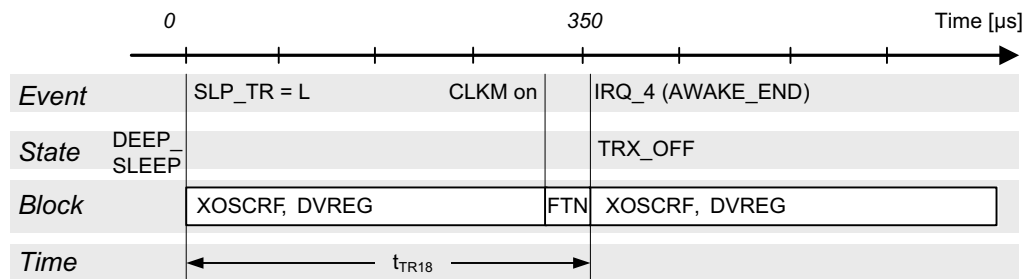 0 350 Time [µs]
Event SLP_TR = L CLKM on IRQ_4 (AWAKE_END)
State DEEP_
SLEEP TRX_OFF
Block XOSCRF, DVREG FTN XOSCRF, DVREG
Time tTR18